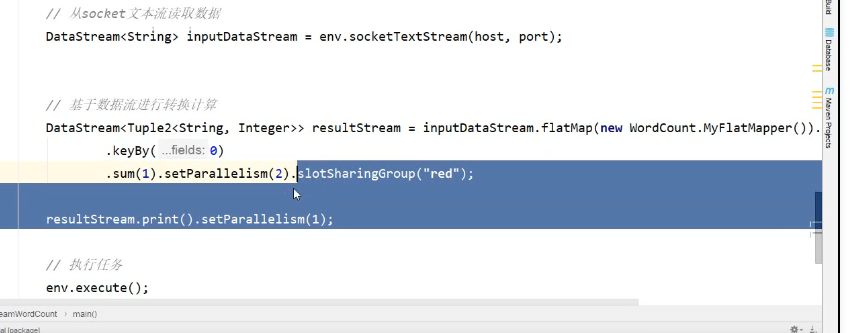 // 从socket文本流读取数据
DataStream<String> inputDataStream = env.socketTextStream(host, port);
// 基于数据流进行转换计算
DataStream<Tuple2<String, Integer>> resultStream = inputDataStream.flatMap(new WordCount.MyFlatMapper()).
.keyBy( ...fields: 0)
.sum(1).setParallelism(2).slotSharingGroup("red");
resultStream.print().setParallelism(1);
// 执行任务
env.execute();
eamWordCount › main()
al [package]
Build
Database
Maven Projects